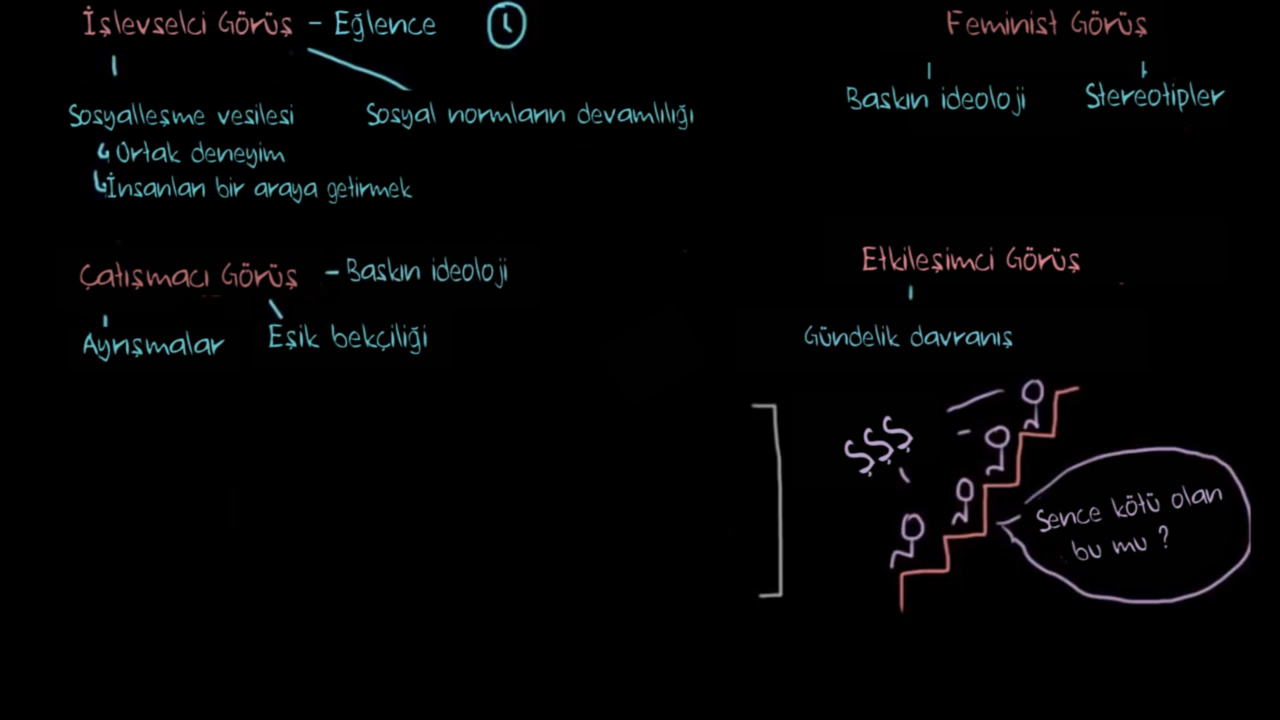 İşlevselci Görüş - Eğlence
Sosyalleşme vesilesi
Sosyal normların devamlılığı
Ortak deneyim
İnsanları bir araya getirmek
Feminist Görüş
Baskın ideoloji
Stereotipler
Çatışmacı Görüş - Baskın ideoloji
Ayrışmalar
Eşik bekçiliği
Etkileşimci Görüş
Gündelik davranış
ŞŞŞ
Sence kötü olan
bu mu ?